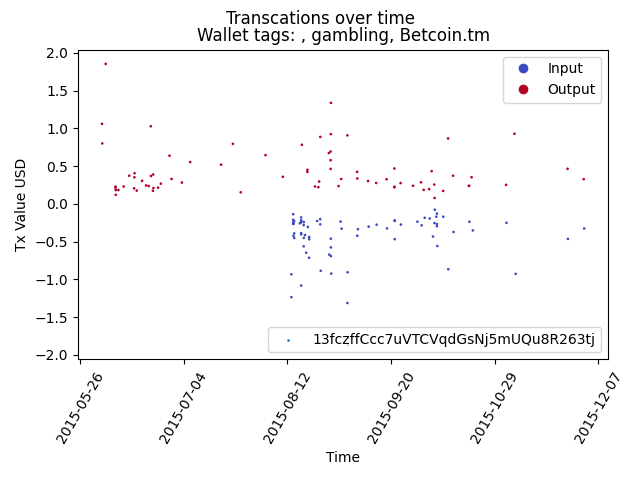 Transcations over time
Wallet tags: , gambling, Betcoin.tm
Input
Output
Tx Value USD
2.0
1.5
1.0
0.5
0.0
−0.5
−1.0
−1.5
−2.0
13fczffCcc7uVTCVqdGsNj5mUQu8R263tj
2015-05-26
2015-07-04
2015-08-12
2015-09-20
2015-10-29
2015-12-07
Time